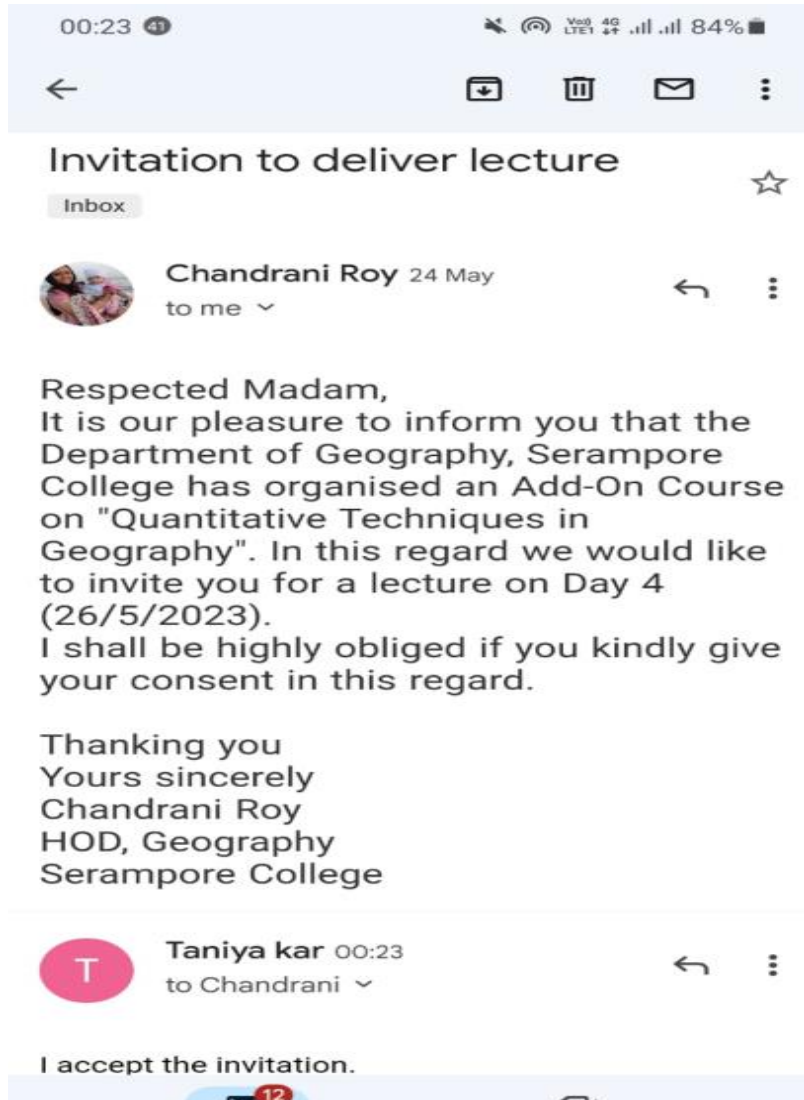 00:23 41 Vo) 4G LTE1 84%
Invitation to deliver lecture
Inbox
Chandrani Roy 24 May
to me
Respected Madam,
It is our pleasure to inform you that the
Department of Geography, Serampore
College has organised an Add-On Course
on "Quantitative Techniques in
Geography". In this regard we would like
to invite you for a lecture on Day 4
(26/5/2023).
I shall be highly obliged if you kindly give
your consent in this regard.
Thanking you
Yours sincerely
Chandrani Roy
HOD, Geography
Serampore College
T
Taniya kar 00:23
to Chandrani
I accept the invitation.
12